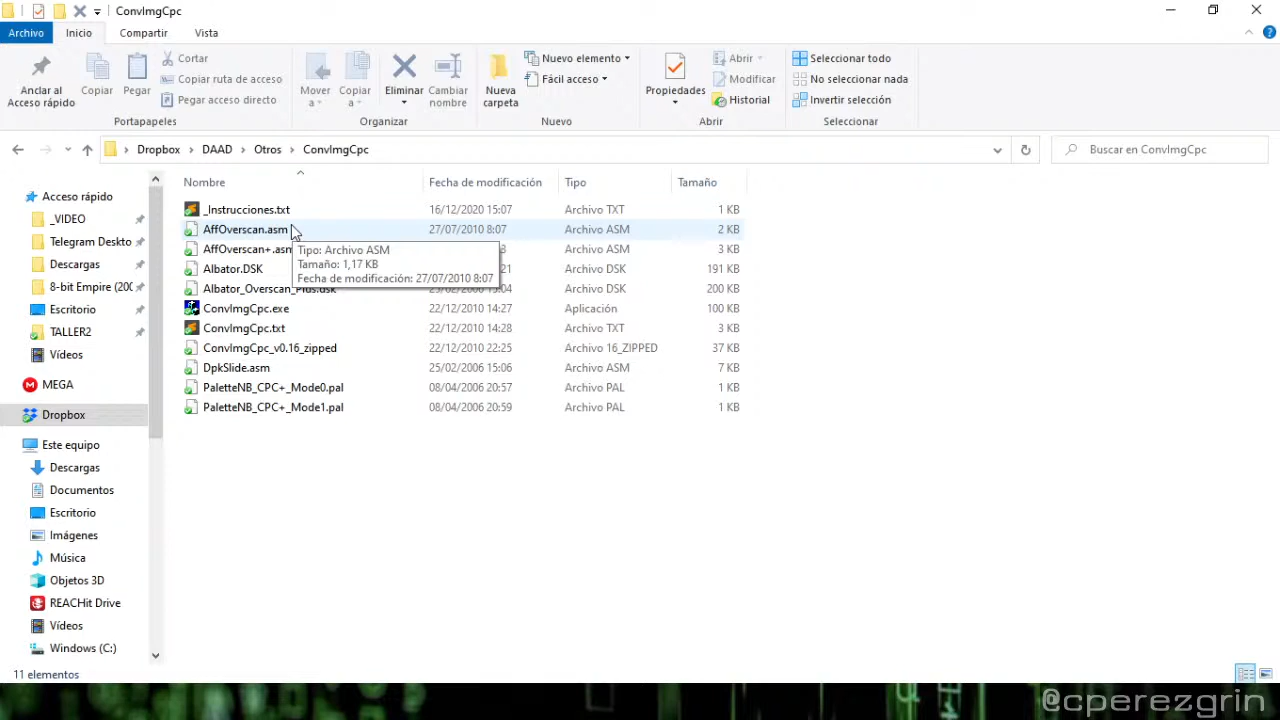 ConvImgCpc
Archivo Inicio Compartir Vista
Anclar al Acceso rápido
Copiar
Pegar
Cortar
Copiar ruta de acceso
Pegar acceso directo
Portapapeles
Mover a
Copiar a
Eliminar
Cambiar nombre
Organizar
Nueva carpeta
Nuevo elemento
Fácil acceso
Nuevo
Propiedades
Abrir
Modificar
Historial
Abrir
Seleccionar todo
No seleccionar nada
Invertir selección
Seleccionar
Dropbox DAAD Otros ConvImgCpc
Buscar en ConvImgCpc
Acceso rápido
_VIDEO
Telegram Deskto
Descargas
8-bit Empire (200
Escritorio
TALLER2
Vídeos
MEGA
Dropbox
Este equipo
Descargas
Documentos
Escritorio
Imágenes
Música
Objetos 3D
REACHit Drive
Vídeos
Windows (C:)
Nombre Fecha de modificación Tipo Tamaño
_Instrucciones.txt 16/12/2020 15:07 Archivo TXT 1 KB
AffOverscan.asm 27/07/2010 8:07 Archivo ASM 2 KB
AffOverscan+.asm Archivo ASM 3 KB
Albator.DSK Archivo DSK 191 KB
Albator_Overscan_Plus.dsk Archivo DSK 200 KB
ConvImgCpc.exe 22/12/2010 14:27 Aplicación 100 KB
ConvImgCpc.txt 22/12/2010 14:28 Archivo TXT 3 KB
ConvImgCpc_v0.16_zipped 22/12/2010 22:25 Archivo 16_ZIPPED 37 KB
DpkSlide.asm 25/02/2006 15:06 Archivo ASM 7 KB
PaletteNB_CPC+_Mode0.pal 08/04/2006 20:57 Archivo PAL 1 KB
PaletteNB_CPC+_Mode1.pal 08/04/2006 20:59 Archivo PAL 1 KB
Tipo: Archivo ASM
Tamaño: 1,17 KB
Fecha de modificación: 27/07/2010 8:07
11 elementos
@cperezgrin